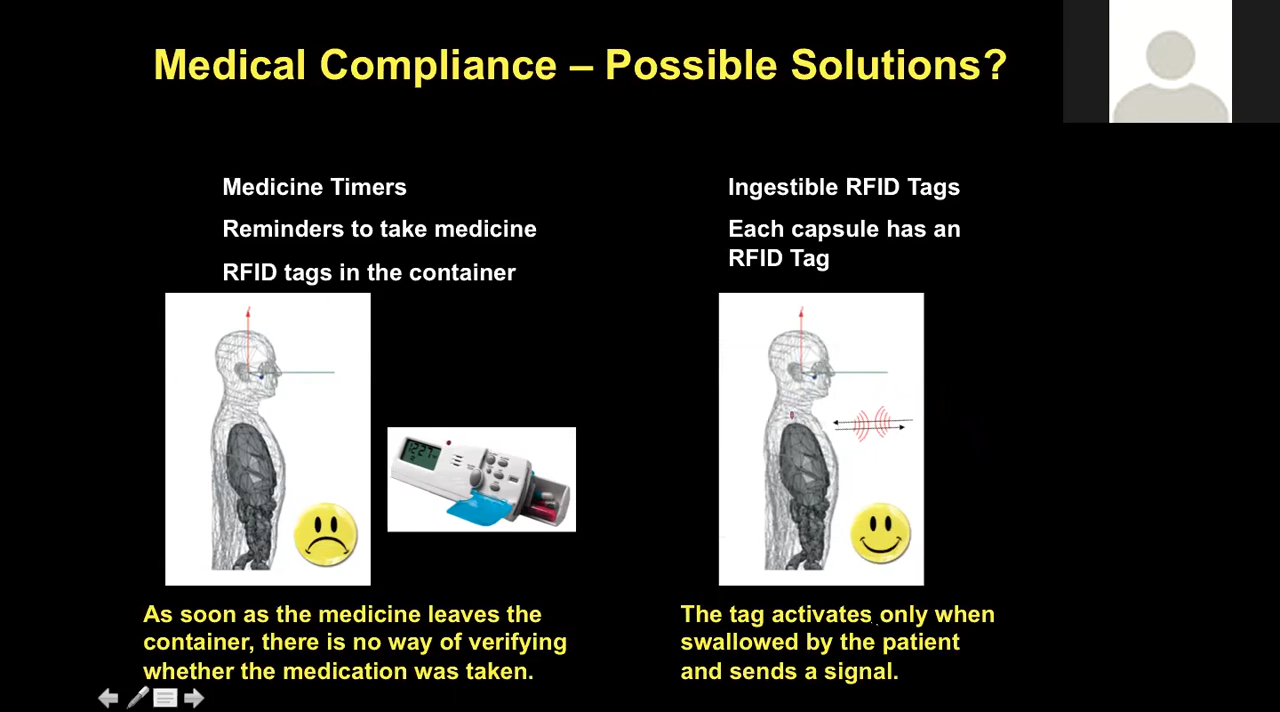 Medical Compliance – Possible Solutions?
Medicine Timers
Reminders to take medicine
RFID tags in the container
Ingestible RFID Tags
Each capsule has an
RFID Tag
12:27
As soon as the medicine leaves the
container, there is no way of verifying
whether the medication was taken.
The tag activates only when
swallowed by the patient
and sends a signal.